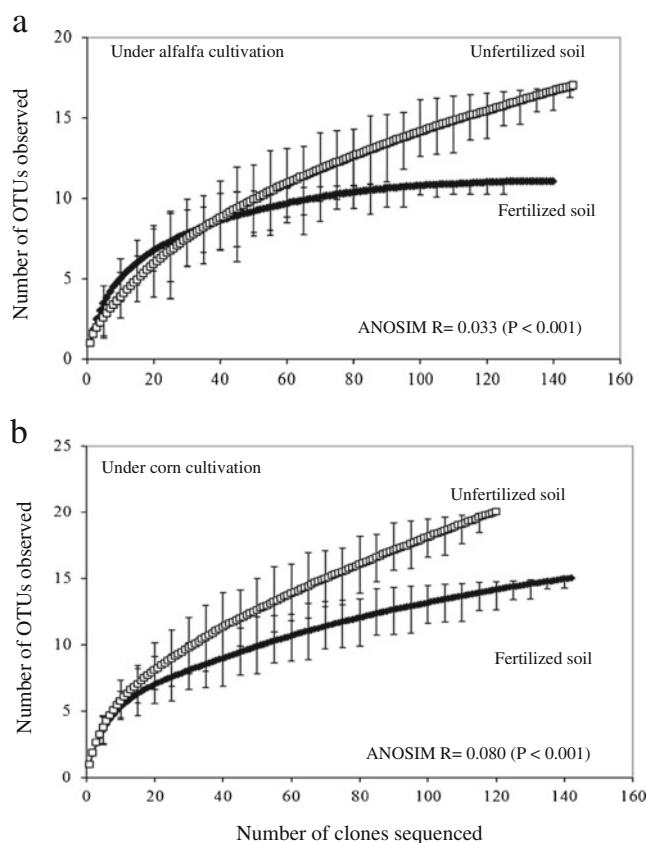 a
Under alfalfa cultivation
Unfertilized soil
Fertilized soil
ANOSIM R= 0.033 (P < 0.001)
Number of OTUs observed
20
15
10
5
0
0 20 40 60 80 100 120 140 160
b
Under corn cultivation
Unfertilized soil
Fertilized soil
ANOSIM R= 0.080 (P < 0.001)
Number of OTUs observed
25
20
15
10
5
0
0 20 40 60 80 100 120 140 160
Number of clones sequenced